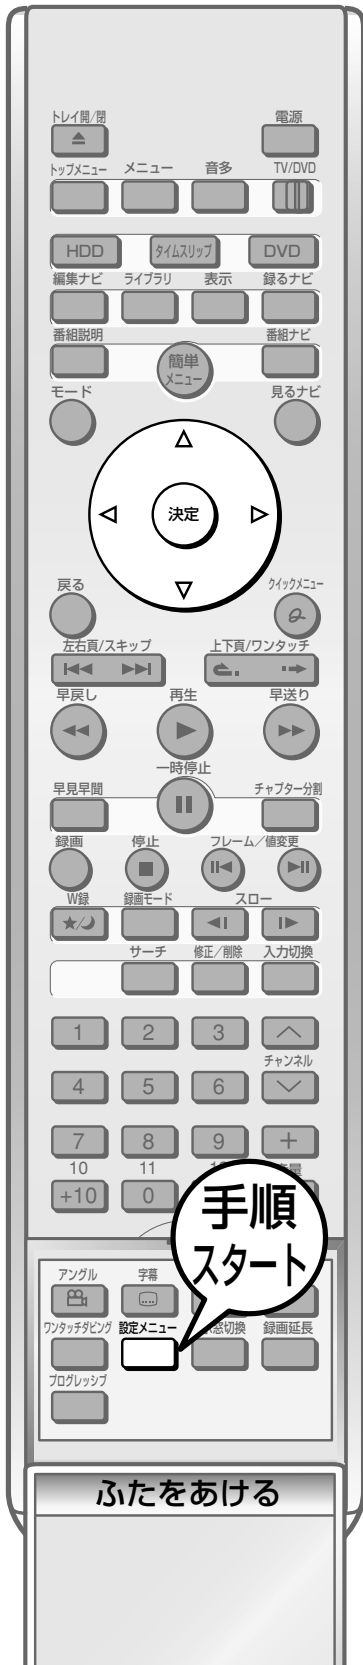 トレイ開/閉 電源
トップメニュー メニュー 音多 TV/DVD
HDD タイムスリップ DVD
編集ナビ ライブラリ 表示 録るナビ
番組説明 番組ナビ
簡単
メニュー
モード 見るナビ
決定
戻る クイックメニュー
左右頁/スキップ 上下頁/ワンタッチ
早戻し 再生 早送り
一時停止
早見早聞 チャプター分割
録画 停止 フレーム/値変更
W録 録画モード スロー
サーチ 修正/削除 入力切換
1 2 3
チャンネル
4 5 6
7 8 9 +
10 11
+10 0
手順
スタート
アングル 字幕
ワンタッチダビング 設定メニュー 切換 録画延長
プログレッシブ
ふたをあける